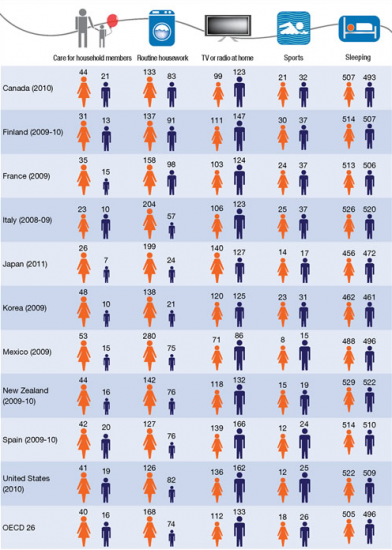 Care for household members Routine housework TV or radio at home Sports Sleeping
44 21 133 83 99 123 21 32 507 493
Canada (2010)
31 13 137 91 111 147 30 37 514 507
Finland (2009-10)
35 15 158 98 103 124 24 37 513 506
France (2009)
23 10 204 57 106 123 25 37 526 520
Italy (2008-09)
26 7 199 24 140 127 14 17 456 472
Japan (2011)
48 10 138 21 120 125 23 31 462 461
Korea (2009)
53 15 280 75 71 86 8 15 488 496
Mexico (2009)
44 16 142 76 118 132 15 19 529 522
New Zealand
(2009-10)
42 20 127 76 139 166 12 24 514 510
Spain (2009-10)
41 19 126 82 136 162 12 25 522 509
United States
(2010)
40 16 168 74 112 133 18 26 505 496
OECD 26